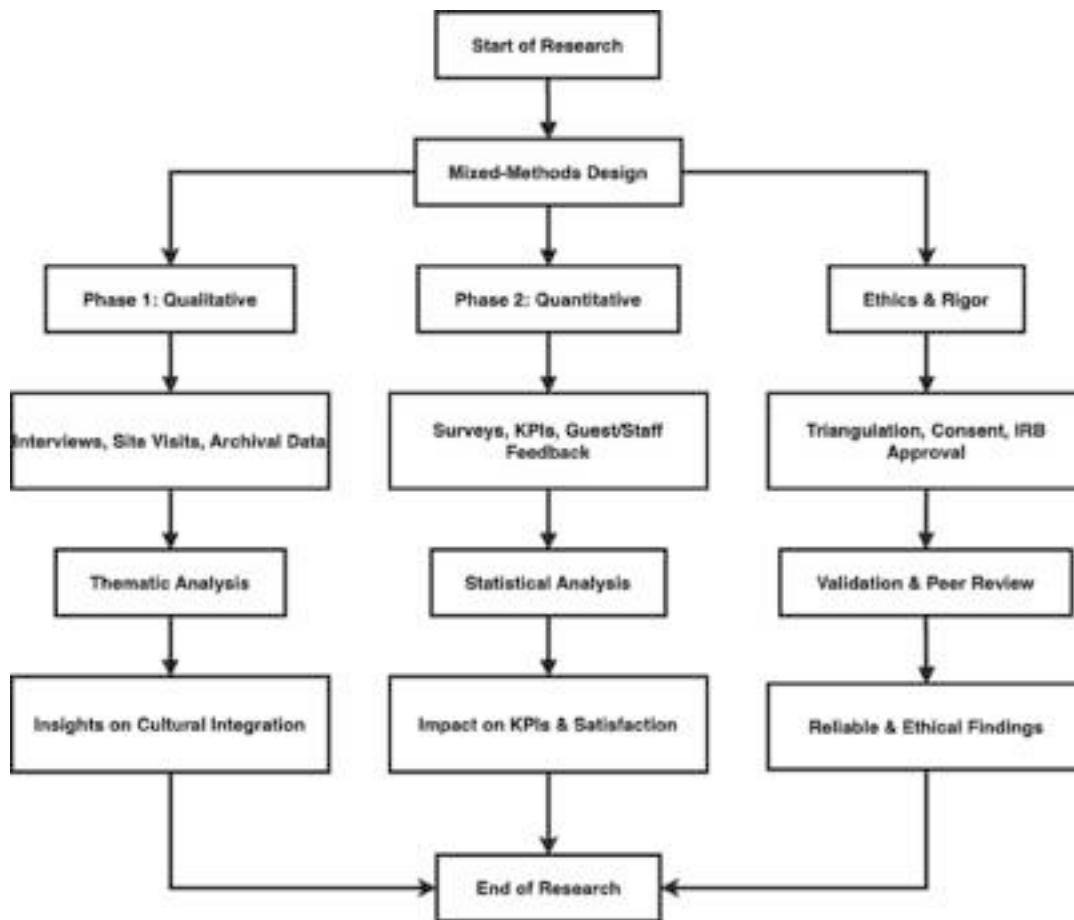 Start of Research
Mixed-Methods Design
Phase 1: Qualitative
Phase 2: Quantitative
Ethics & Rigor
Interviews, Site Visits, Archival Data
Surveys, KPIs, Guest/Staff
Feedback
Triangulation, Consent, IRB
Approval
Thematic Analysis
Statistical Analysis
Validation & Peer Review
Insights on Cultural Integration
Impact on KPIs & Satisfaction
Reliable & Ethical Findings
End of Research